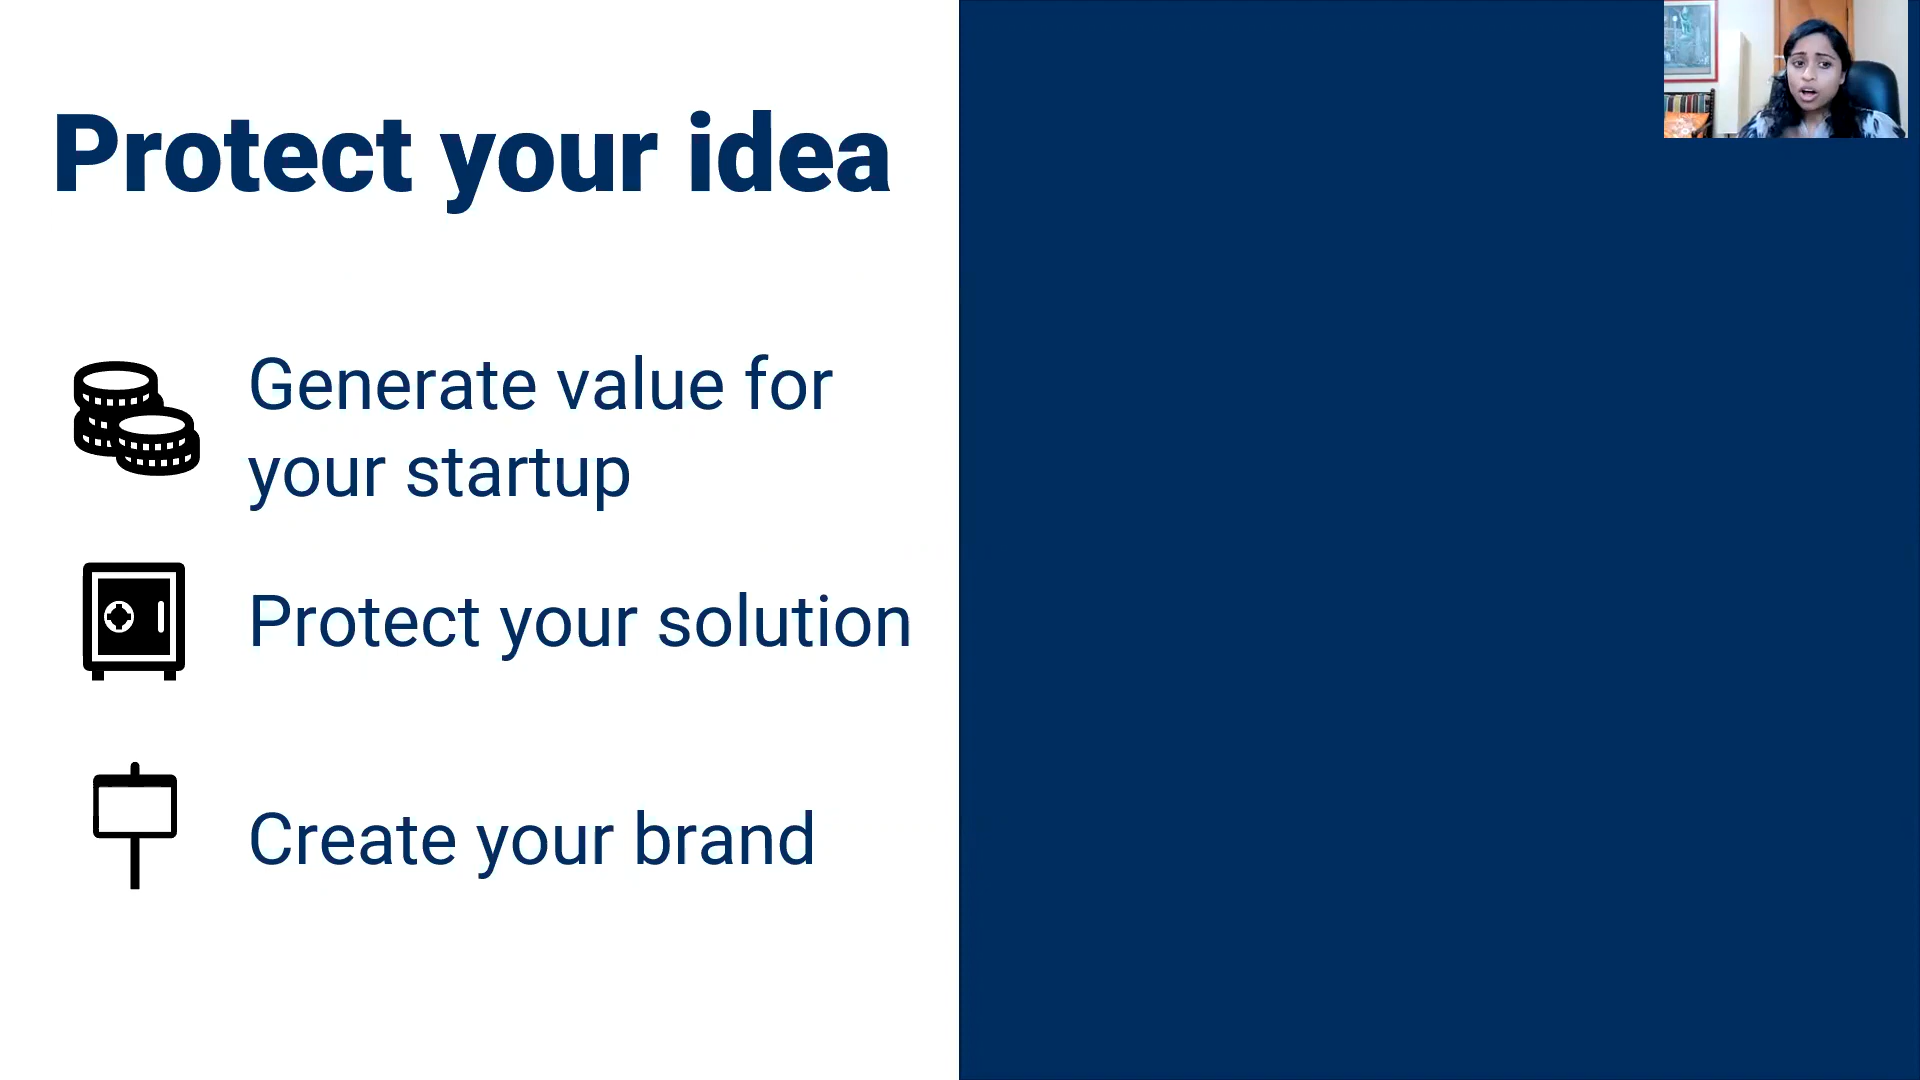 Protect your idea
Generate value for
your startup
Protect your solution
Create your brand